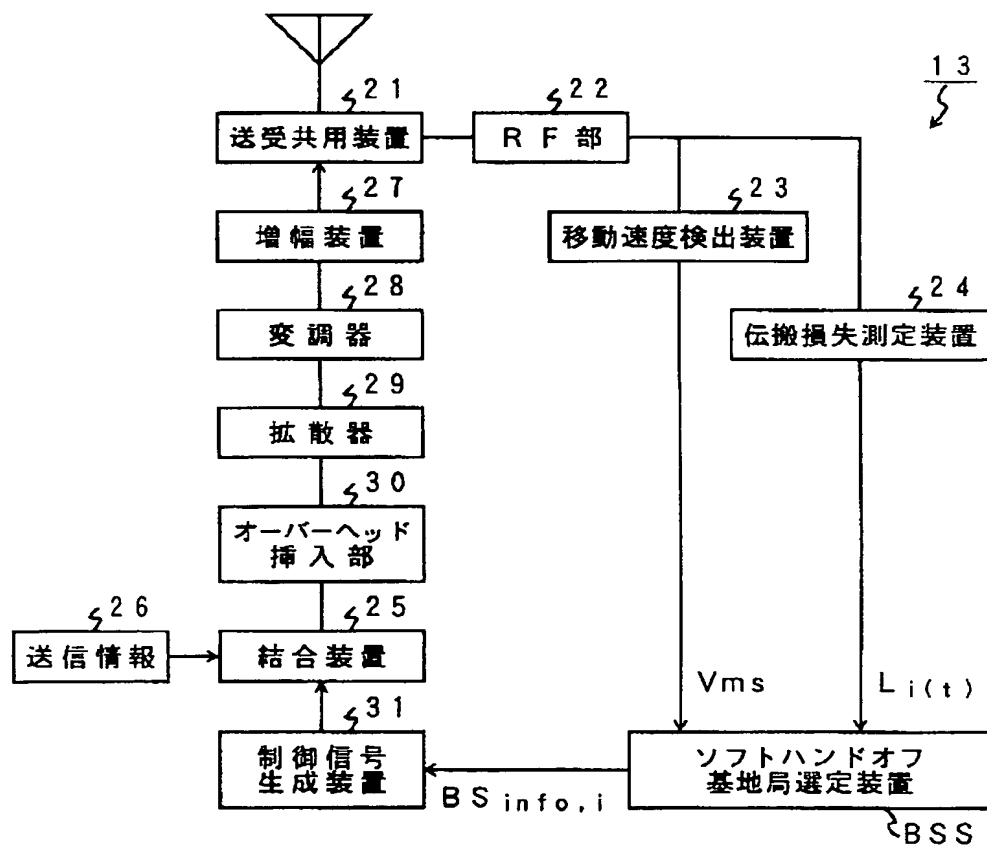 13
21
送受共用装置
22
RF部
27
増幅装置
23
移動速度検出装置
28
変調器
24
伝搬損失測定装置
29
拡散器
30
オーバーヘッド
挿入部
26
送信情報
25
結合装置
Vms
Li(t)
31
制御信号
生成装置
BSinfo,i
ソフトハンドオフ
基地局選定装置
BSS